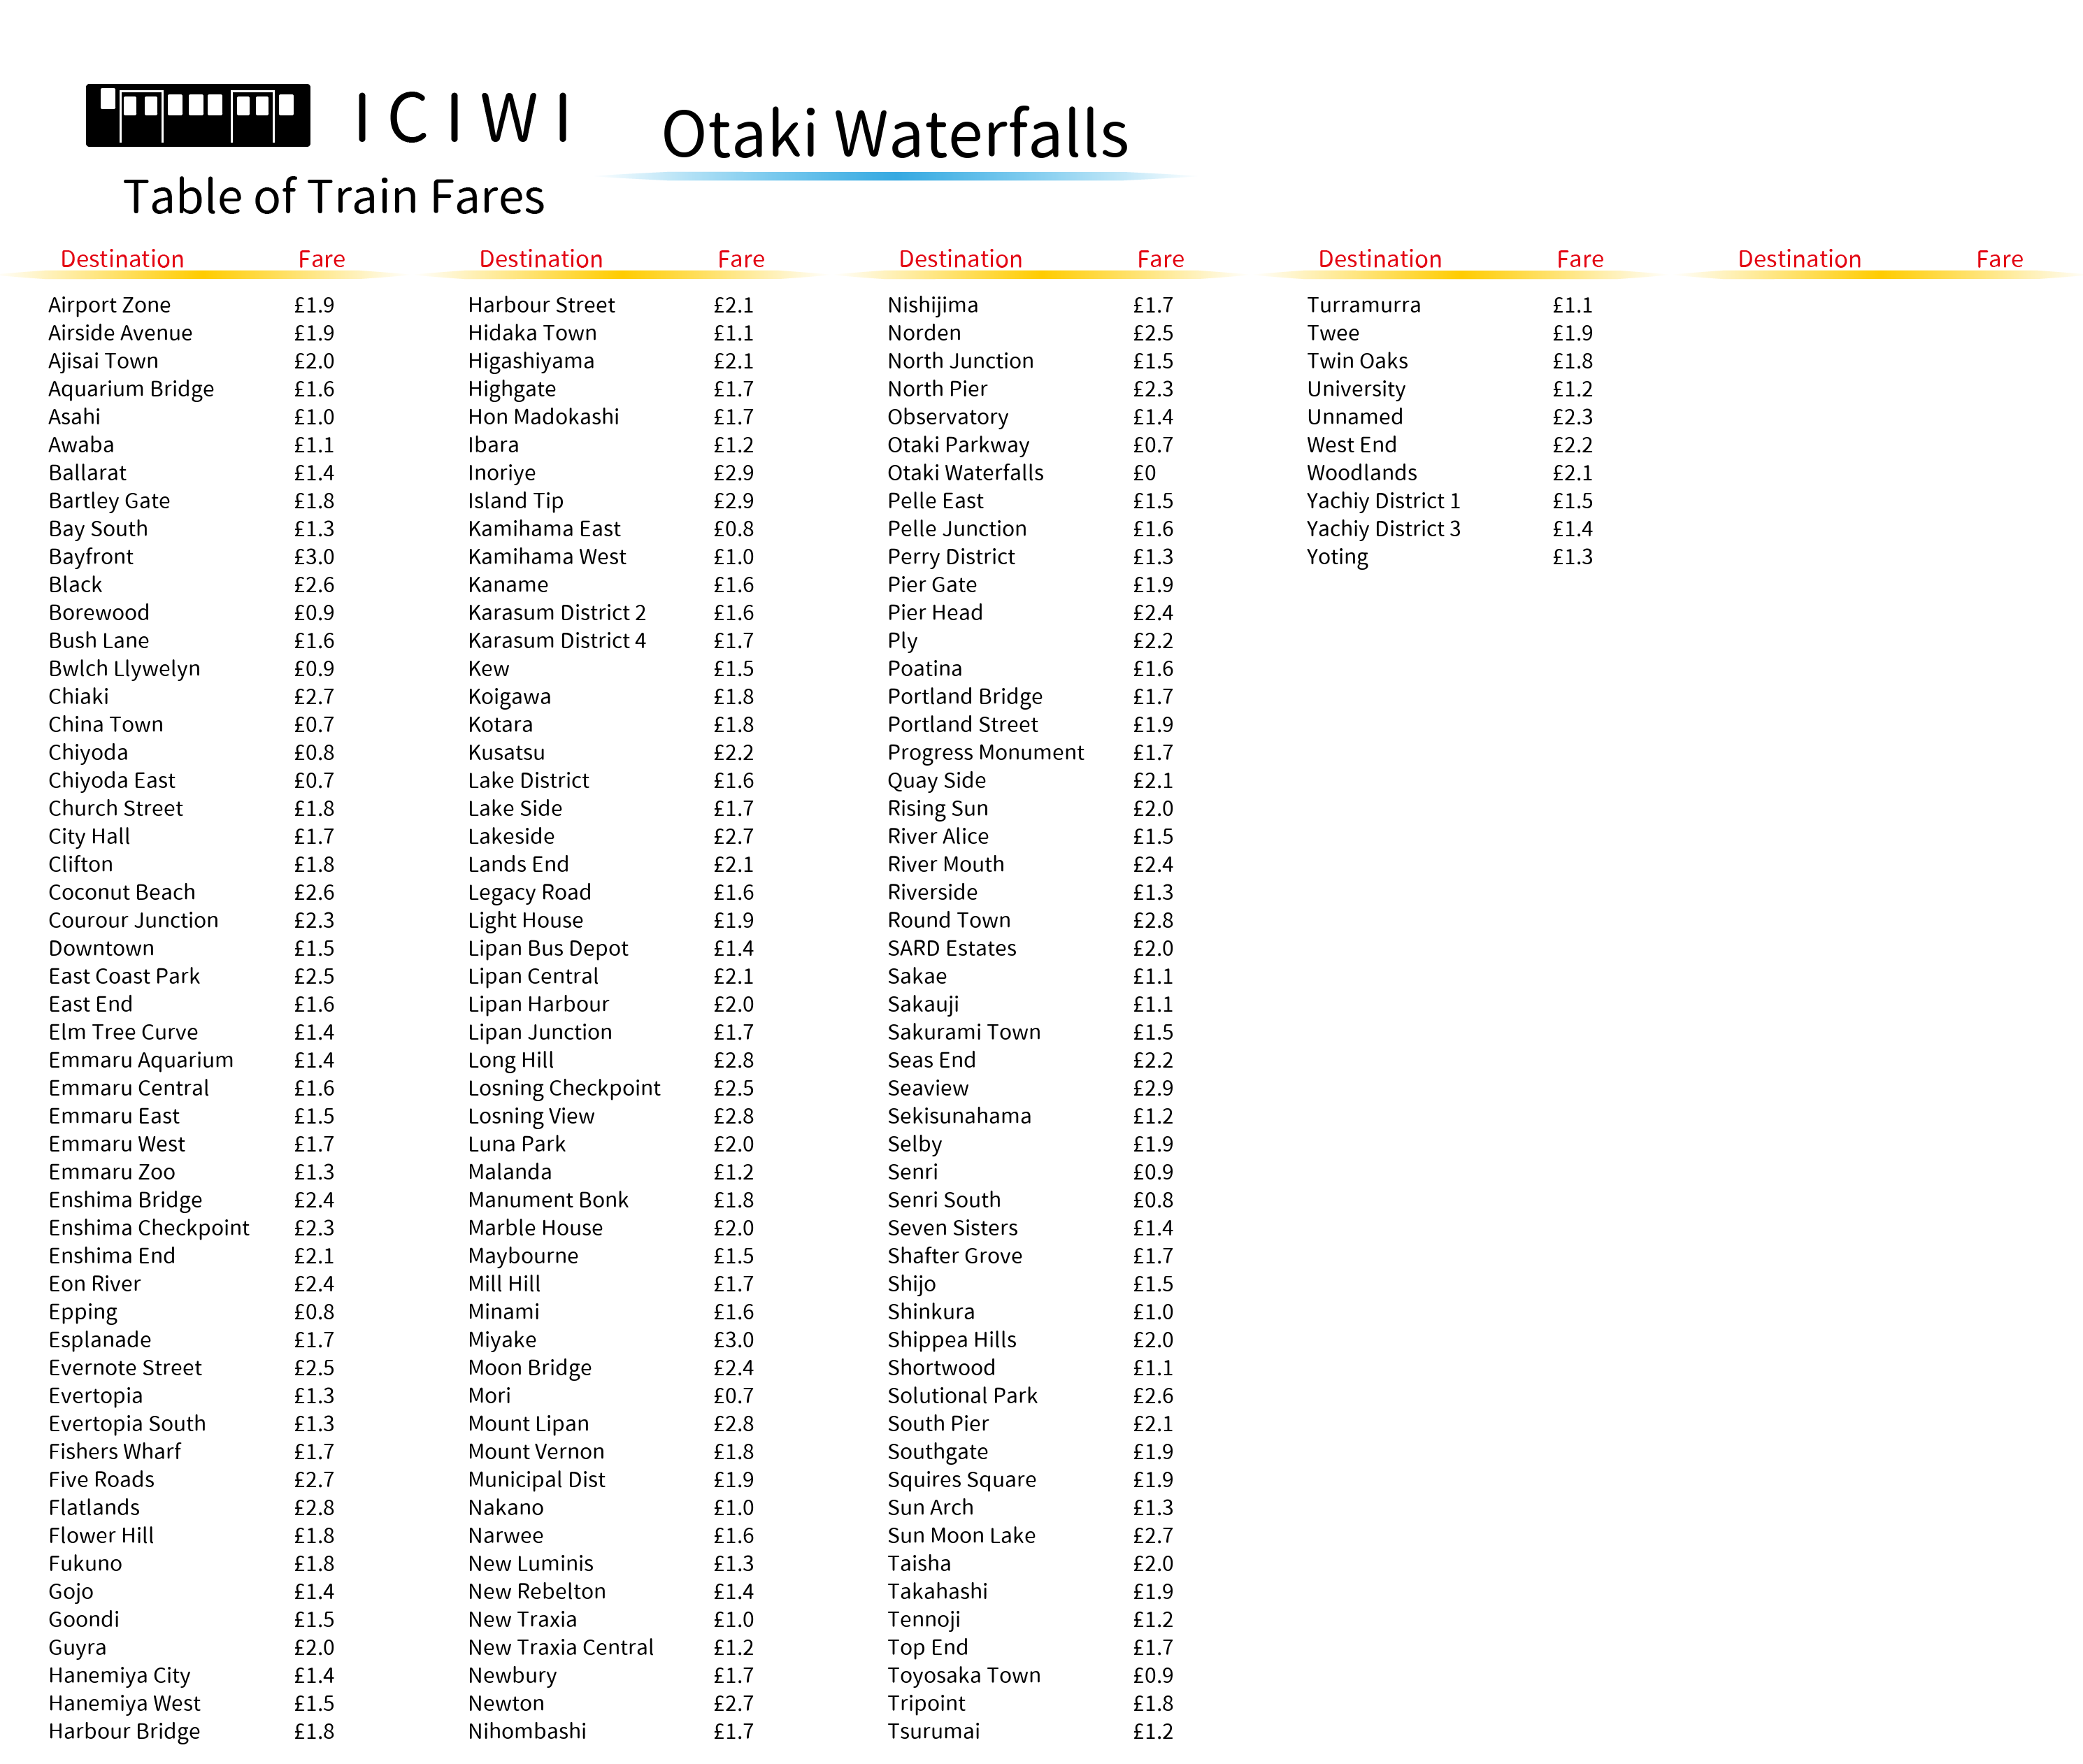 ICIWI
Otaki Waterfalls
Table of Train Fares
Destination Fare
Airport Zone £1.9
Airside Avenue £1.9
Ajisai Town £2.0
Aquarium Bridge £1.6
Asahi £1.0
Awaba £1.1
Ballarat £1.4
Bartley Gate £1.8
Bay South £1.3
Bayfront £3.0
Black £2.6
Borewood £0.9
Bush Lane £1.6
Bwlch Llywelyn £0.9
Chiaki £2.7
China Town £0.7
Chiyoda £0.8
Chiyoda East £0.7
Church Street £1.8
City Hall £1.7
Clifton £1.8
Coconut Beach £2.6
Courour Junction £2.3
Downtown £1.5
East Coast Park £2.5
East End £1.6
Elm Tree Curve £1.4
Emmaru Aquarium £1.4
Emmaru Central £1.6
Emmaru East £1.5
Emmaru West £1.7
Emmaru Zoo £1.3
Enshima Bridge £2.4
Enshima Checkpoint £2.3
Enshima End £2.1
Eon River £2.4
Epping £0.8
Esplanade £1.7
Evernote Street £2.5
Evertopia £1.3
Evertopia South £1.3
Fishers Wharf £1.7
Five Roads £2.7
Flatlands £2.8
Flower Hill £1.8
Fukuno £1.8
Gojo £1.4
Goondi £1.5
Guyra £2.0
Hanemiya City £1.4
Hanemiya West £1.5
Harbour Bridge £1.8
Destination Fare
Harbour Street £2.1
Hidaka Town £1.1
Higashiyama £2.1
Highgate £1.7
Hon Madokashi £1.7
Ibara £1.2
Inoriye £2.9
Island Tip £2.9
Kamihama East £0.8
Kamihama West £1.0
Kaname £1.6
Karasum District 2 £1.6
Karasum District 4 £1.7
Kew £1.5
Koigawa £1.8
Kotara £1.8
Kusatsu £2.2
Lake District £1.6
Lake Side £1.7
Lakeside £2.7
Lands End £2.1
Legacy Road £1.6
Light House £1.9
Lipan Bus Depot £1.4
Lipan Central £2.1
Lipan Harbour £2.0
Lipan Junction £1.7
Long Hill £2.8
Losning Checkpoint £2.5
Losning View £2.8
Luna Park £2.0
Malanda £1.2
Manument Bonk £1.8
Marble House £2.0
Maybourne £1.5
Mill Hill £1.7
Minami £1.6
Miyake £3.0
Moon Bridge £2.4
Mori £0.7
Mount Lipan £2.8
Mount Vernon £1.8
Municipal Dist £1.9
Nakano £1.0
Narwee £1.6
New Luminis £1.3
New Rebelton £1.4
New Traxia £1.0
New Traxia Central £1.2
Newbury £1.7
Newton £2.7
Nihombashi £1.7
Destination Fare
Nishijima £1.7
Norden £2.5
North Junction £1.5
North Pier £2.3
Observatory £1.4
Otaki Parkway £0.7
Otaki Waterfalls £0
Pelle East £1.5
Pelle Junction £1.6
Perry District £1.3
Pier Gate £1.9
Pier Head £2.4
Ply £2.2
Poatina £1.6
Portland Bridge £1.7
Portland Street £1.9
Progress Monument £1.7
Quay Side £2.1
Rising Sun £2.0
River Alice £1.5
River Mouth £2.4
Riverside £1.3
Round Town £2.8
SARD Estates £2.0
Sakae £1.1
Sakauji £1.1
Sakurami Town £1.5
Seas End £2.2
Seaview £2.9
Sekisunahama £1.2
Selby £1.9
Senri £0.9
Senri South £0.8
Seven Sisters £1.4
Shafter Grove £1.7
Shijo £1.5
Shinkura £1.0
Shippea Hills £2.0
Shortwood £1.1
Solutional Park £2.6
South Pier £2.1
Southgate £1.9
Squires Square £1.9
Sun Arch £1.3
Sun Moon Lake £2.7
Taisha £2.0
Takahashi £1.9
Tennoji £1.2
Top End £1.7
Toyosaka Town £0.9
Tripoint £1.8
Tsurumai £1.2
Destination Fare
Turramurra £1.1
Twee £1.9
Twin Oaks £1.8
University £1.2
Unnamed £2.3
West End £2.2
Woodlands £2.1
Yachiy District 1 £1.5
Yachiy District 3 £1.4
Yoting £1.3
Destination Fare